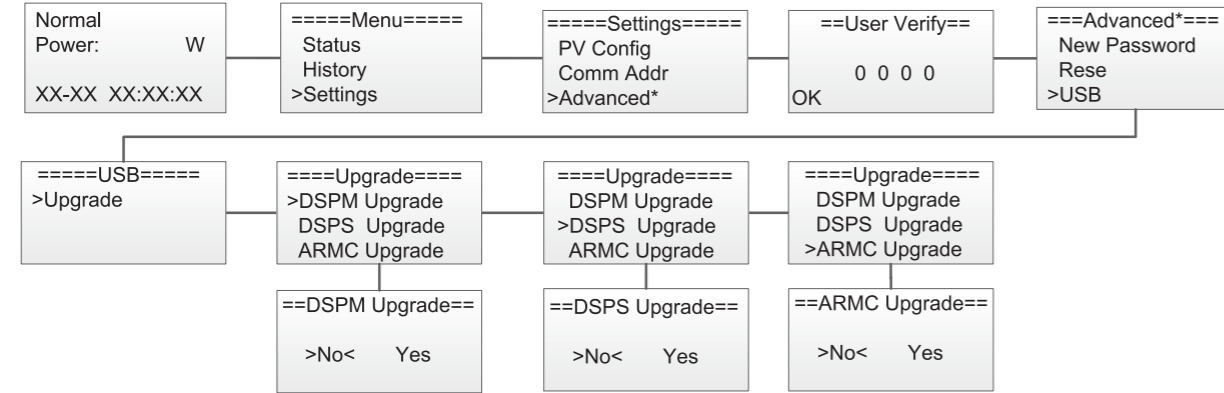 Normal
Power: W
XX-XX XX:XX:XX
=====Menu=====
Status
History
>Settings
=====Settings=====
PV Config
Comm Addr
>Advanced*
==User Verify==
0 0 0 0
OK
===Advanced*===
New Password
Rese
>USB
=====USB=====
>Upgrade
====Upgrade====
>DSPM Upgrade
DSPS Upgrade
ARMC Upgrade
====Upgrade====
DSPM Upgrade
>DSPS Upgrade
ARMC Upgrade
====Upgrade====
DSPM Upgrade
DSPS Upgrade
>ARMC Upgrade
==DSPM Upgrade==
>No< Yes
==DSPS Upgrade==
>No< Yes
==ARMC Upgrade==
>No< Yes